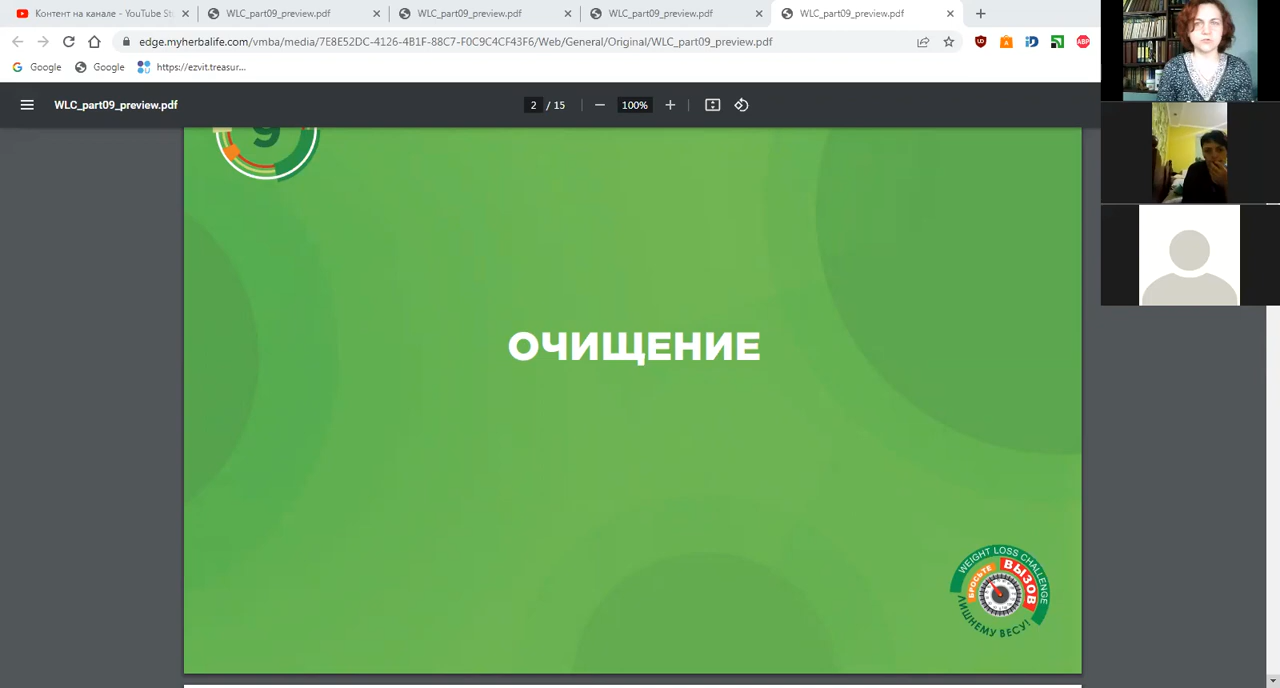 Контент на канале - YouTube St
WLC_part09_preview.pdf
WLC_part09_preview.pdf
WLC_part09_preview.pdf
WLC_part09_preview.pdf
edge.myherbalife.com/vmba/media/7E8E52DC-4126-4B1F-88C7-F0C9C4CF43F6/Web/General/Original/WLC_part09_preview.pdf
Google
Google
https://ezvit.treasur...
WLC_part09_preview.pdf
2 / 15
100%
9
ОЧИЩЕНИЕ
WEIGHT LOSS CHALLENGE
БРОСЬТЕ
ВЫЗОВ
ЛИШНЕМУ ВЕСУ!
ABP